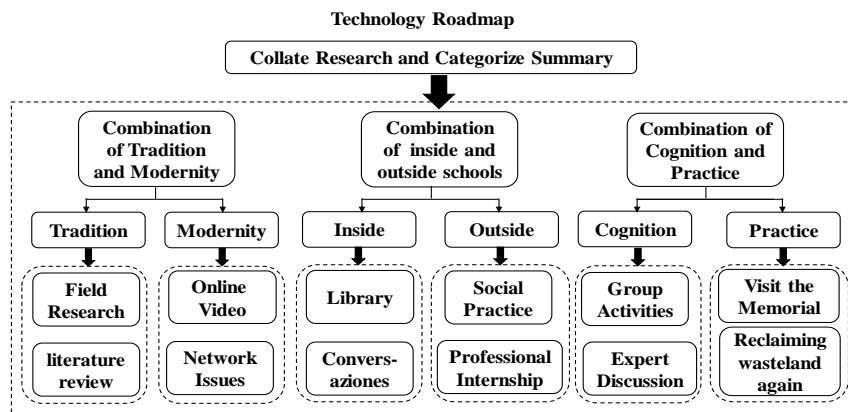 Technology Roadmap
Collate Research and Categorize Summary
Combination
of Tradition
and Modernity
Combination
of inside and
outside schools
Combination of
Cognition and
Practice
Tradition
Modernity
Inside
Outside
Cognition
Practice
Field
Research
literature
review
Online
Video
Network
Issues
Library
Convers-
aziones
Social
Practice
Professional
Internship
Group
Activities
Expert
Discussion
Visit the
Memorial
Reclaiming
wasteland
again